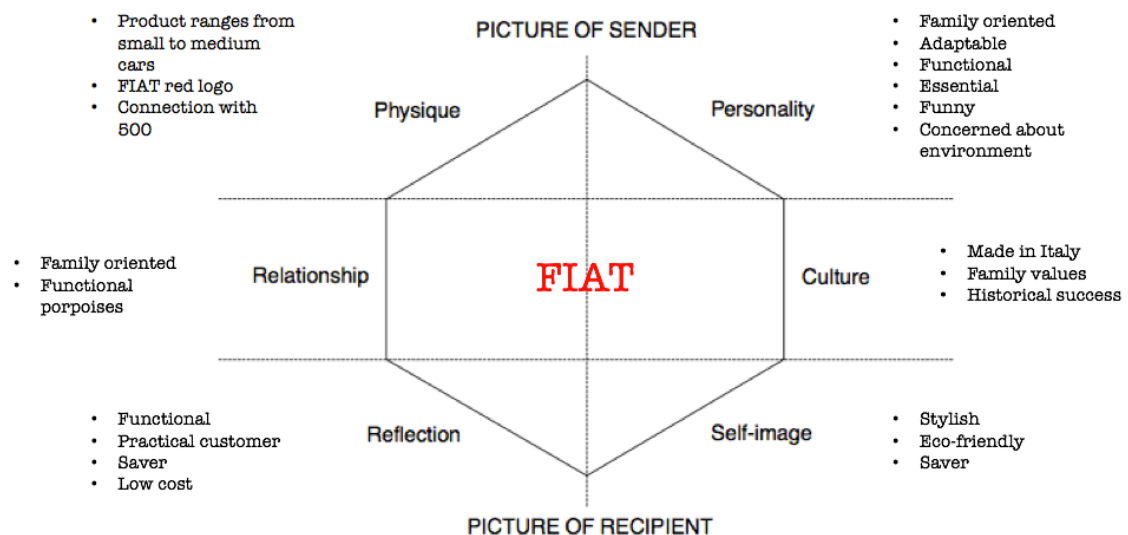 • Product ranges from
small to medium
cars
• FIAT red logo
• Connection with
500
PICTURE OF SENDER
• Family oriented
• Adaptable
• Functional
• Essential
• Funny
• Concerned about
environment
Physique
Personality
• Family oriented
• Functional
porpoises
Relationship
FIAT
Culture
• Made in Italy
• Family values
• Historical success
• Functional
• Practical customer
• Saver
• Low cost
Reflection
Self-image
• Stylish
• Eco-friendly
• Saver
PICTURE OF RECIPIENT